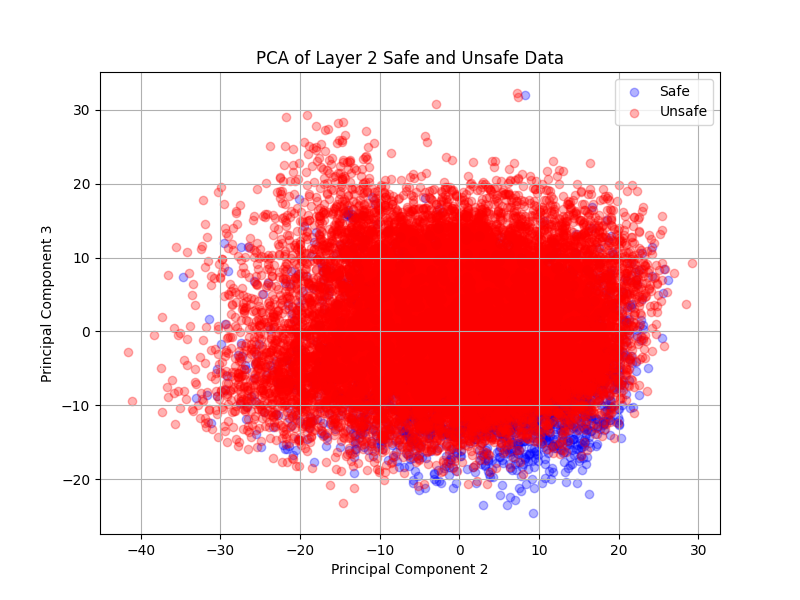 PCA of Layer 2 Safe and Unsafe Data
Safe
Unsafe
Principal Component 3
30
20
10
0
−10
−20
−40
−30
−20
−10
0
10
20
30
Principal Component 2